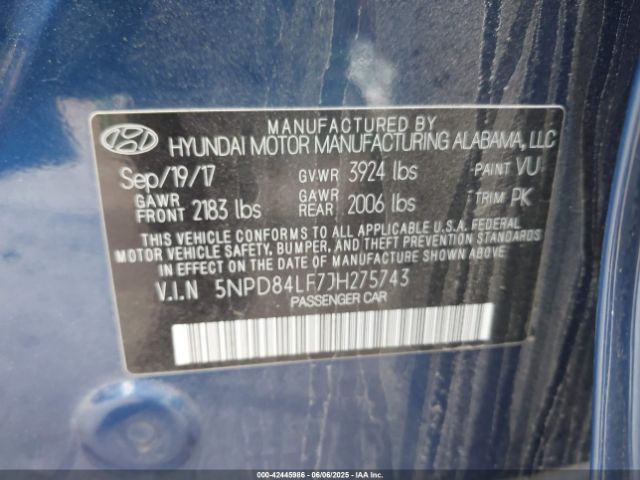 MANUFACTURED BY
HYUNDAI MOTOR MANUFACTURING ALABAMA, LLC
Sep/19/17 GVWR 3924 lbs PAINT VU
GAWR FRONT 2183 lbs GAWR REAR 2006 lbs TRIM PK
THIS VEHICLE CONFORMS TO ALL APPLICABLE U.S.A. FEDERAL
MOTOR VEHICLE SAFETY, BUMPER, AND THEFT PREVENTION
STANDARDS IN EFFECT ON THE DATE OF MANUFACTURE SHOWN ABOVE.
V.I.N 5NPD84LF7JH275743
PASSENGER CAR
000-42445986 - 06/06/2025 - IAA Inc.